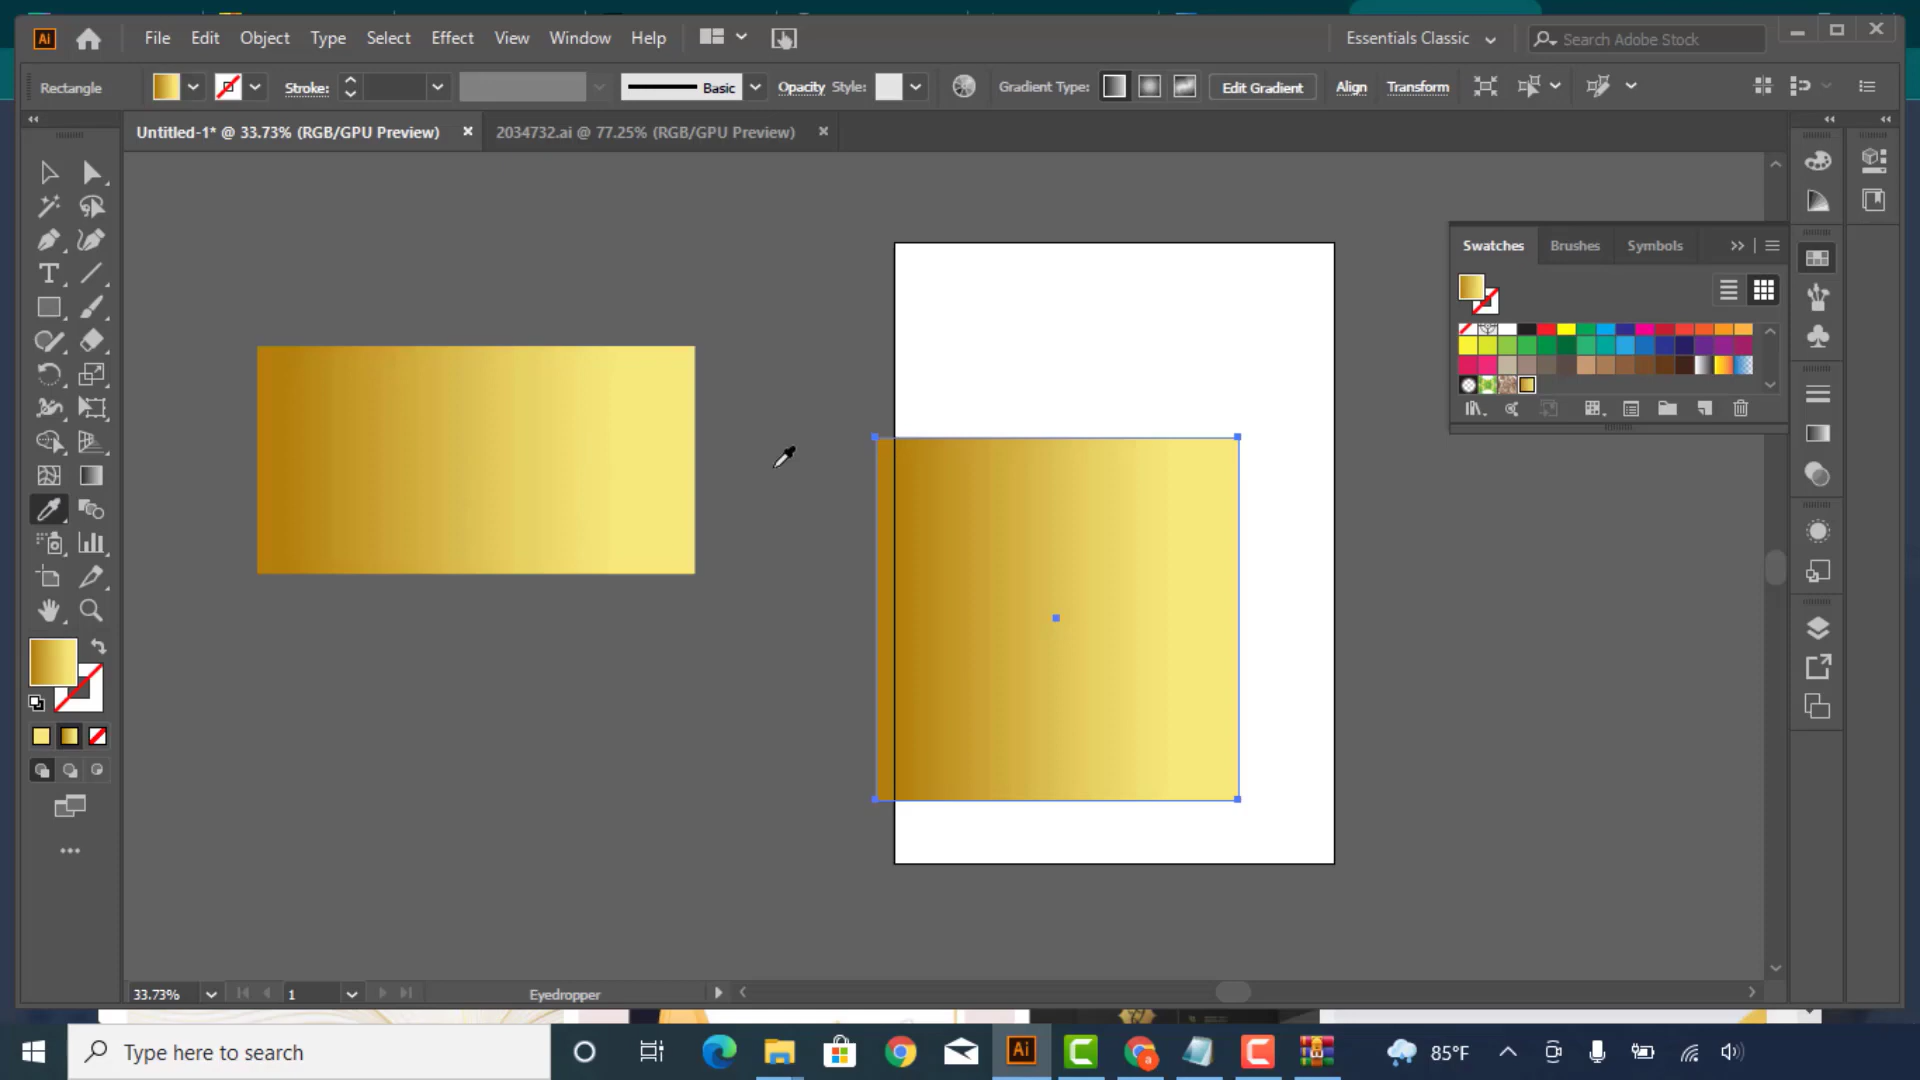 Ai File Edit Object Type Select Effect View Window Help Essentials Classic Search Adobe Stock
Rectangle Stroke: Basic Opacity Style: Gradient Type: Edit Gradient Align Transform
Untitled-1* @ 33.73% (RGB/GPU Preview) × 2034732.ai @ 77.25% (RGB/GPU Preview) ×
Swatches Brushes Symbols
33.73% 1 Eyedropper
Type here to search Ai 85°F